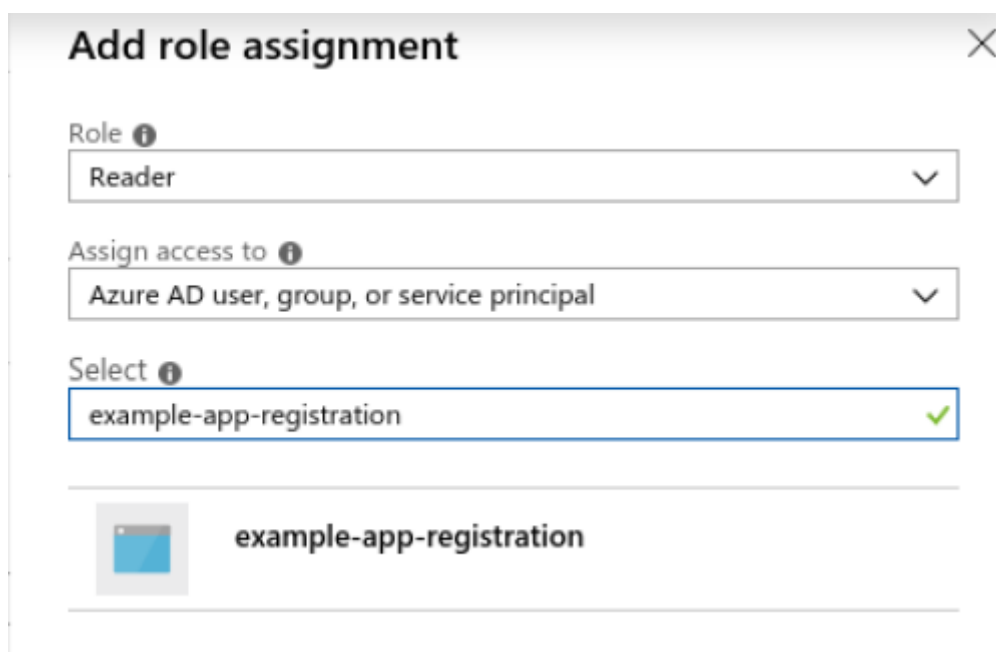 Add role assignment
Role
Reader
Assign access to
Azure AD user, group, or service principal
Select
example-app-registration
example-app-registration